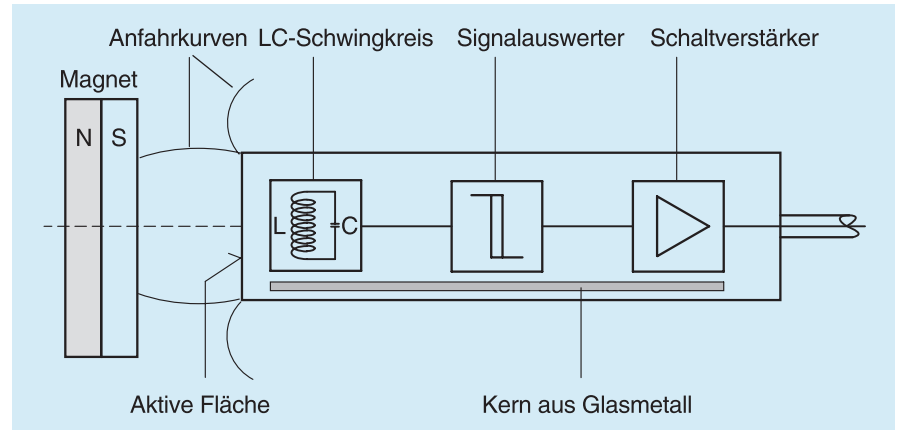 Anfahrkurven LC-Schwingkreis Signalauswerter Schaltverstärker
Magnet
N S
L C
Aktive Fläche Kern aus Glasmetall